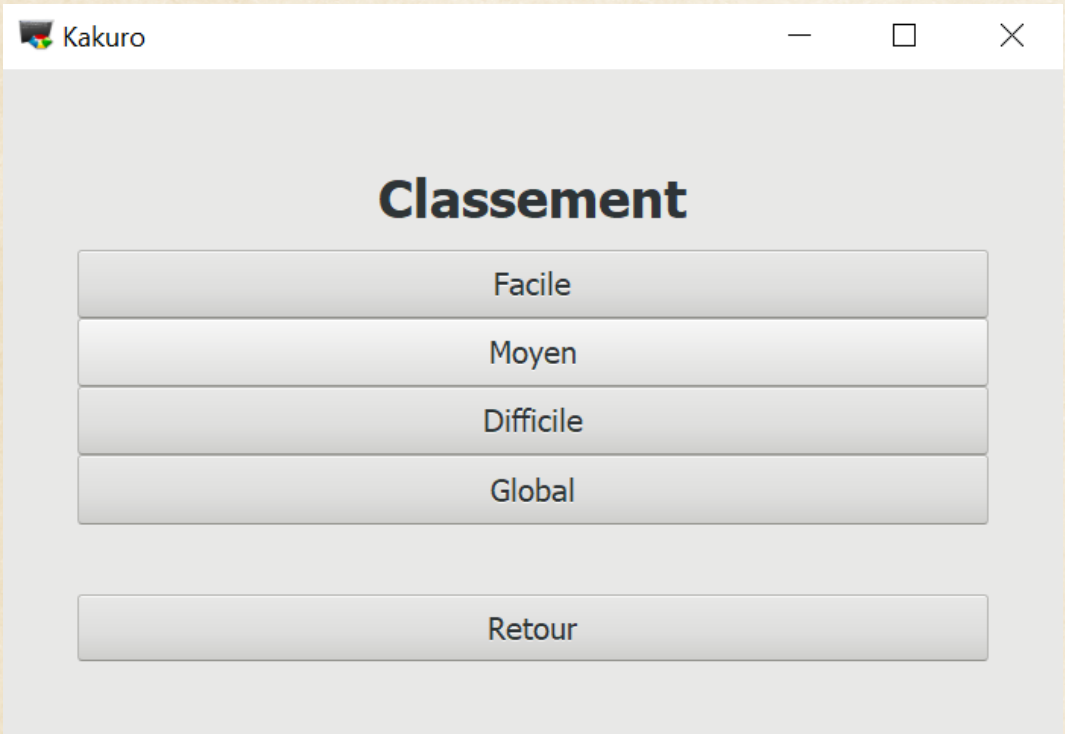 Kakuro
Classement
Facile
Moyen
Difficile
Global
Retour